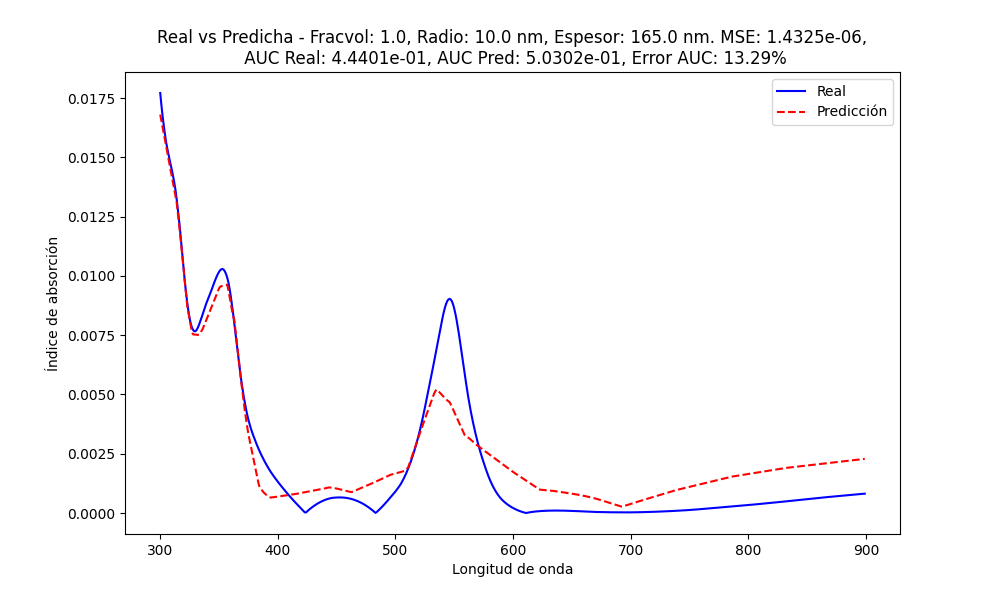 Real vs Predicha - Fracvol: 1.0, Radio: 10.0 nm, Espesor: 165.0 nm. MSE: 1.4325e-06,
AUC Real: 4.4401e-01, AUC Pred: 5.0302e-01, Error AUC: 13.29%
Real
Predicción
Índice de absorción
0.0175
0.0150
0.0125
0.0100
0.0075
0.0050
0.0025
0.0000
300 400 500 600 700 800 900
Longitud de onda